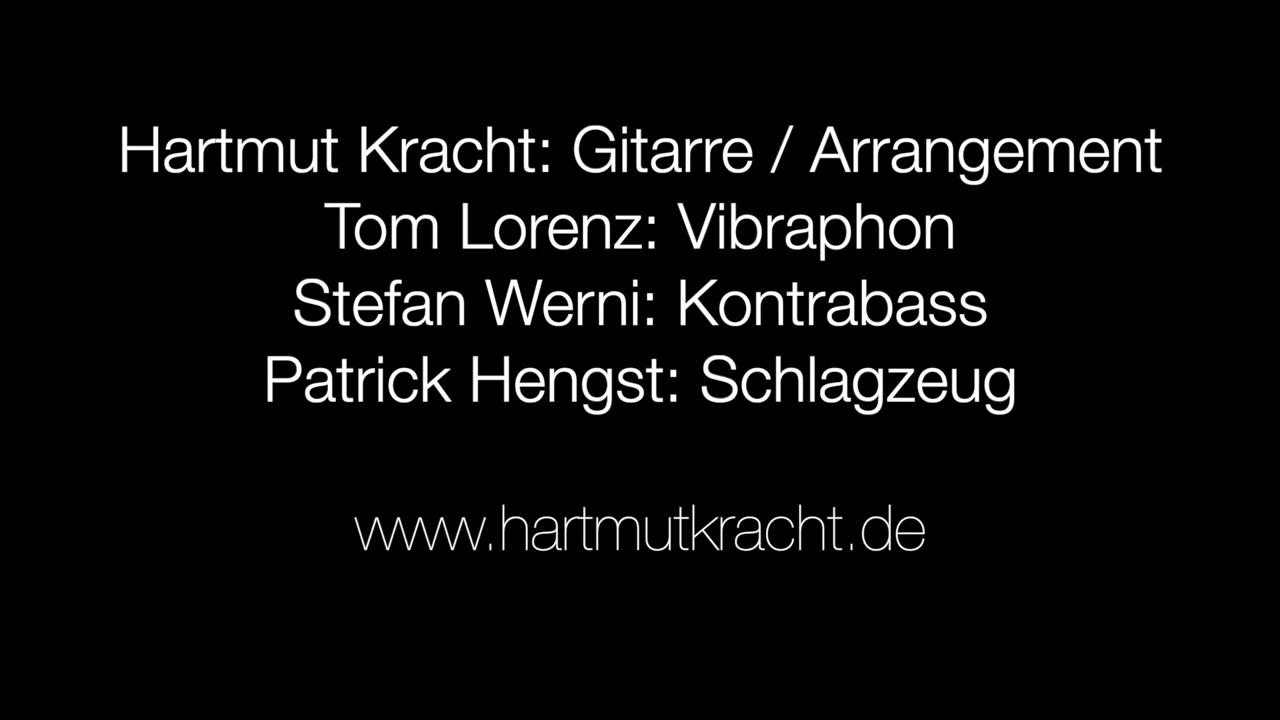 Hartmut Kracht: Gitarre / Arrangement
Tom Lorenz: Vibraphon
Stefan Werni: Kontrabass
Patrick Hengst: Schlagzeug
www.hartmutkracht.de